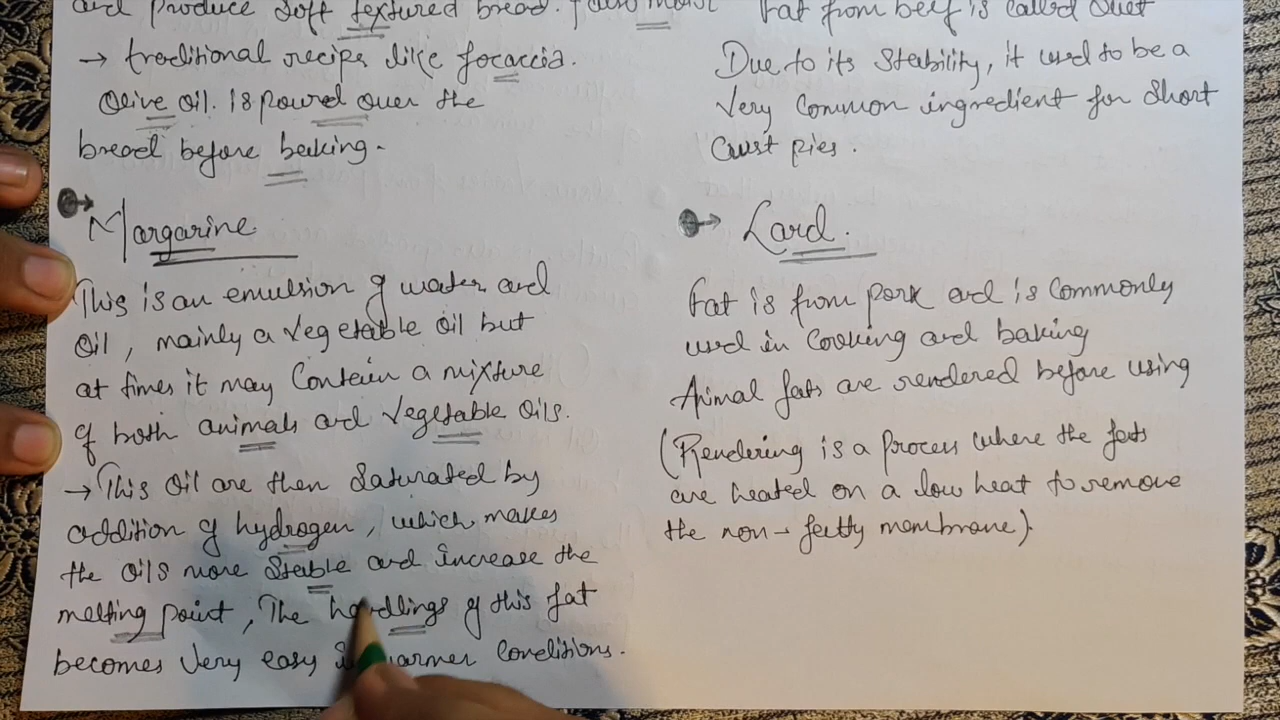 and produce soft textured bread. also moist
→ traditional recipe like focaccia.
Olive oil. is poured over the
bread before baking.
Margarine
This is an emulsion of water and
oil, mainly a vegetable oil but
at times it may contain a mixture
of both animals and vegetable oils.
→ This oil are then saturated by
addition of hydrogen, which makes
the oils more stable and increase the
melting point, The handlings of this fat
becomes very easy warmer conditions.
Fat from beef is called suet
Due to its stability, it used to be a
very common ingredient for short
crust pies.
Lard.
Fat is from pork and is commonly
used in cooking and baking
Animal fats are rendered before using
(Rendering is a process where the fats
are heated on a low heat to remove
the non-fatty membrane)